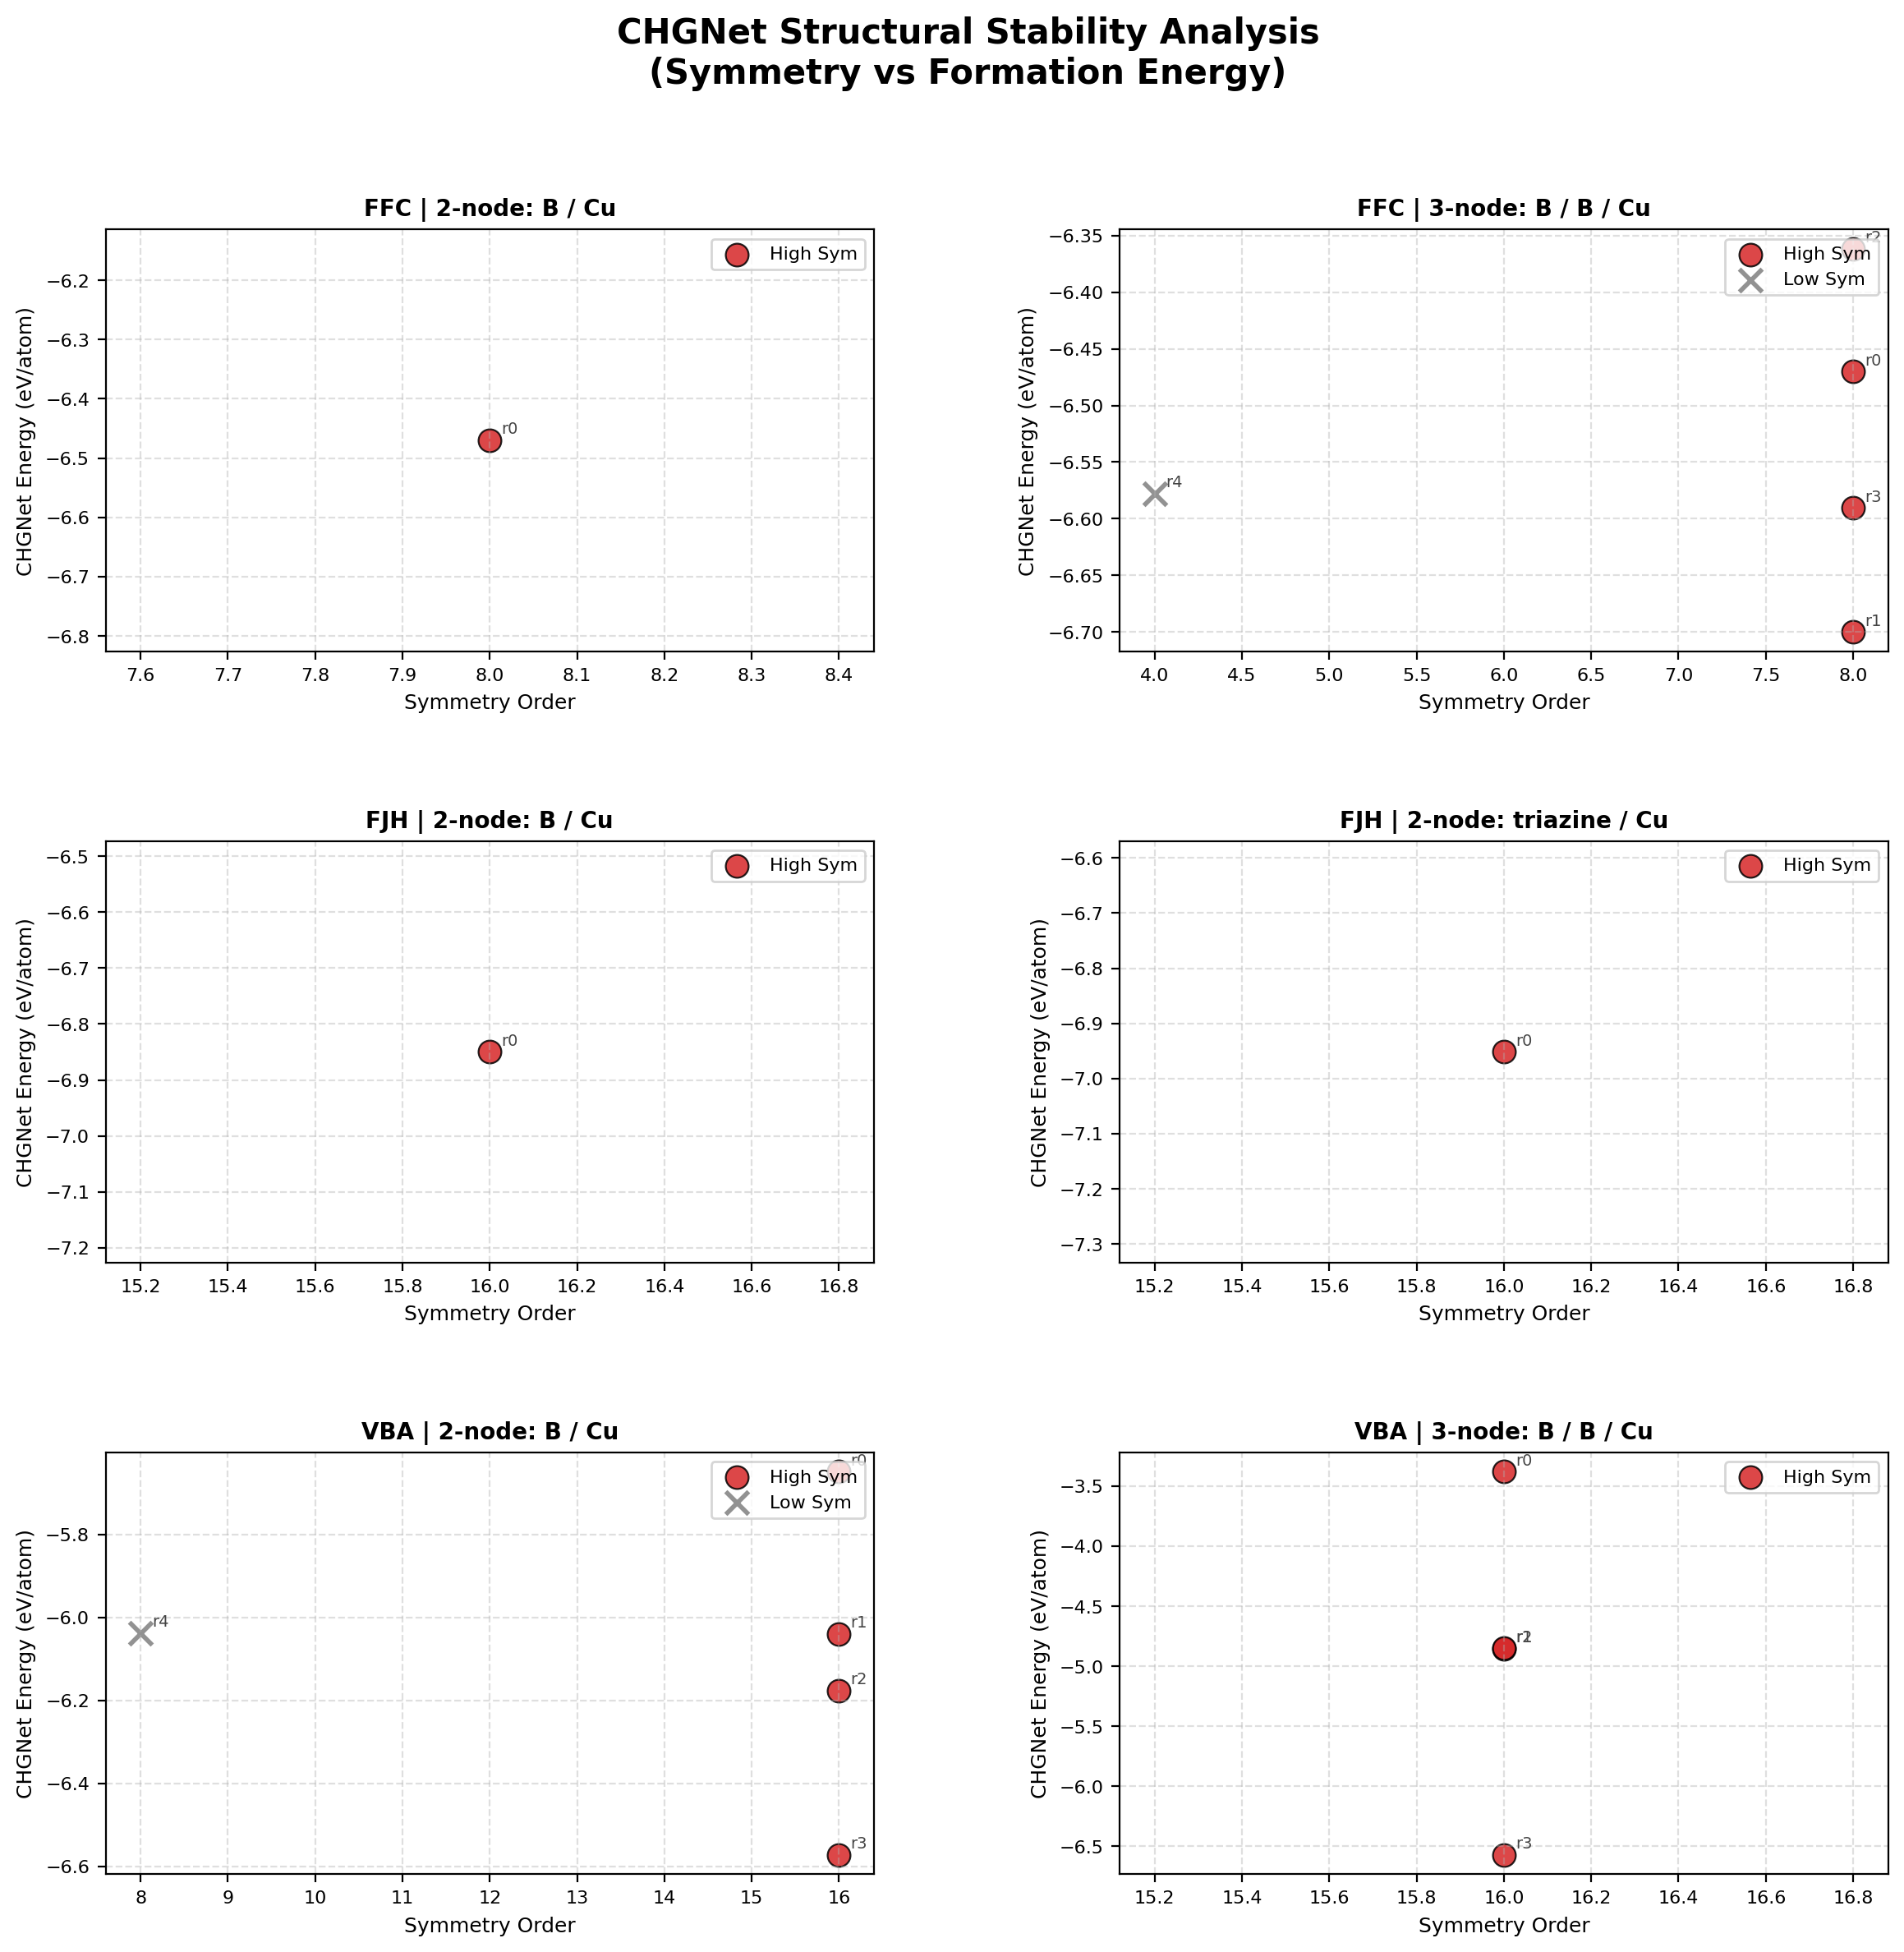 CHGNet Structural Stability Analysis
(Symmetry vs Formation Energy)
FFC | 2-node: B / Cu
High Sym
r0
−6.2
−6.3
−6.4
−6.5
−6.6
−6.7
−6.8
CHGNet Energy (eV/atom)
7.6 7.7 7.8 7.9 8.0 8.1 8.2 8.3 8.4
Symmetry Order
FFC | 3-node: B / B / Cu
r2
High Sym
Low Sym
r0
r4
r3
r1
−6.35
−6.40
−6.45
−6.50
−6.55
−6.60
−6.65
−6.70
CHGNet Energy (eV/atom)
4.0 4.5 5.0 5.5 6.0 6.5 7.0 7.5 8.0
Symmetry Order
FJH | 2-node: B / Cu
High Sym
r0
−6.5
−6.6
−6.7
−6.8
−6.9
−7.0
−7.1
−7.2
CHGNet Energy (eV/atom)
15.2 15.4 15.6 15.8 16.0 16.2 16.4 16.6 16.8
Symmetry Order
FJH | 2-node: triazine / Cu
High Sym
r0
−6.6
−6.7
−6.8
−6.9
−7.0
−7.1
−7.2
−7.3
CHGNet Energy (eV/atom)
15.2 15.4 15.6 15.8 16.0 16.2 16.4 16.6 16.8
Symmetry Order
VBA | 2-node: B / Cu
r0
High Sym
Low Sym
r4
r1
r2
r3
−5.8
−6.0
−6.2
−6.4
−6.6
CHGNet Energy (eV/atom)
8 9 10 11 12 13 14 15 16
Symmetry Order
VBA | 3-node: B / B / Cu
r0
High Sym
r3
−3.5
−4.0
−4.5
−5.0
−5.5
−6.0
−6.5
CHGNet Energy (eV/atom)
15.2 15.4 15.6 15.8 16.0 16.2 16.4 16.6 16.8
Symmetry Order